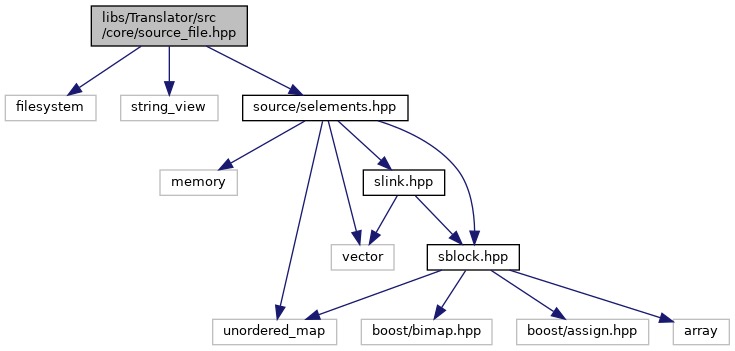 libs/Translator/src
/core/source_file.hpp
filesystem
string_view
source/selements.hpp
memory
slink.hpp
vector
sblock.hpp
unordered_map
boost/bimap.hpp
boost/assign.hpp
array